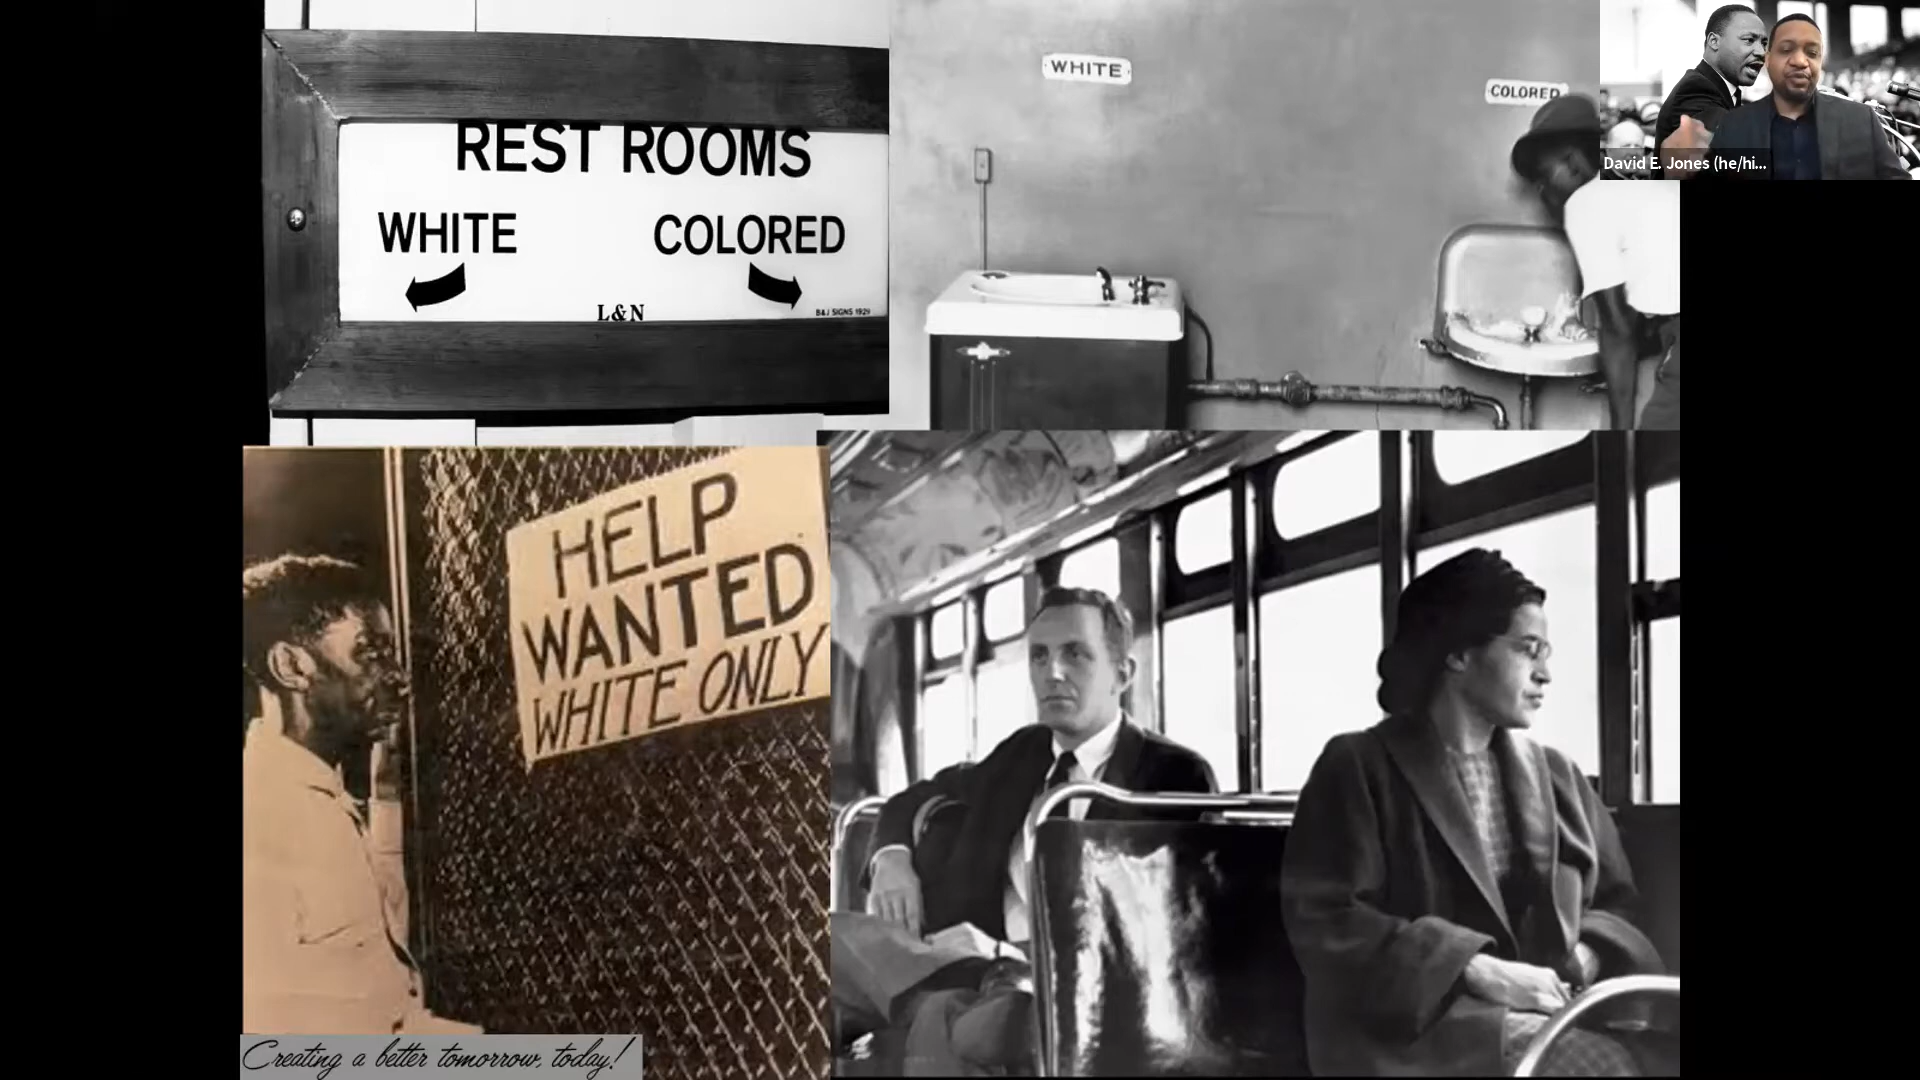 REST ROOMS
WHITE
COLORED
L&N
B&J SIGNS 1929
WHITE
COLORED
David E. Jones (he/hi...
HELP
WANTED
WHITE ONLY
Creating a better tomorrow, today!